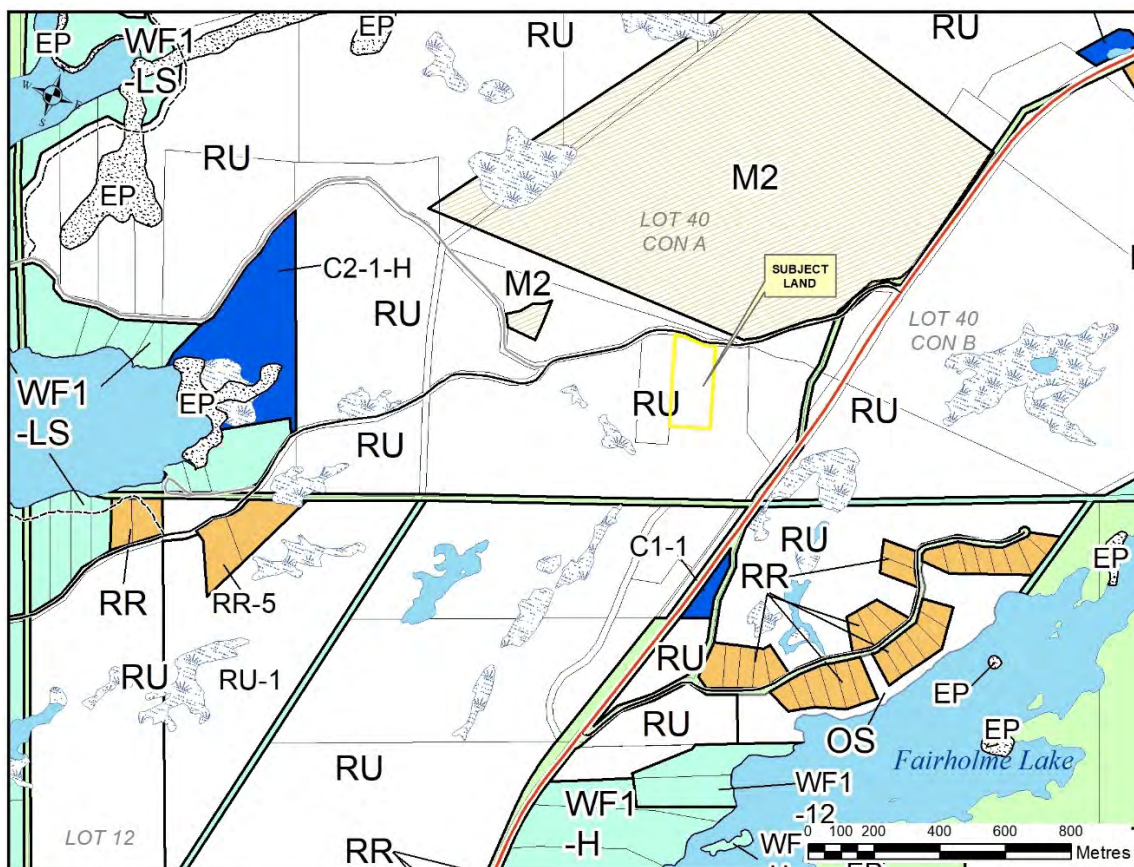 EP
WF1
-LS
EP
RU
RU
W
E
S
RU
EP
M2
LOT 40
CON A
C2-1-H
SUBJECT
LAND
M2
RU
LOT 40
CON B
WF1
-LS
EP
RU
RU
RU
C1-1
RU
EP
RR
RR
RR-5
RU
RU-1
RU
EP
RU
OS
EP
RU
Fairholme Lake
WF1
-12
WF1
-H
WF
LOT 12
RR
0 100 200 400 600 800
Metres